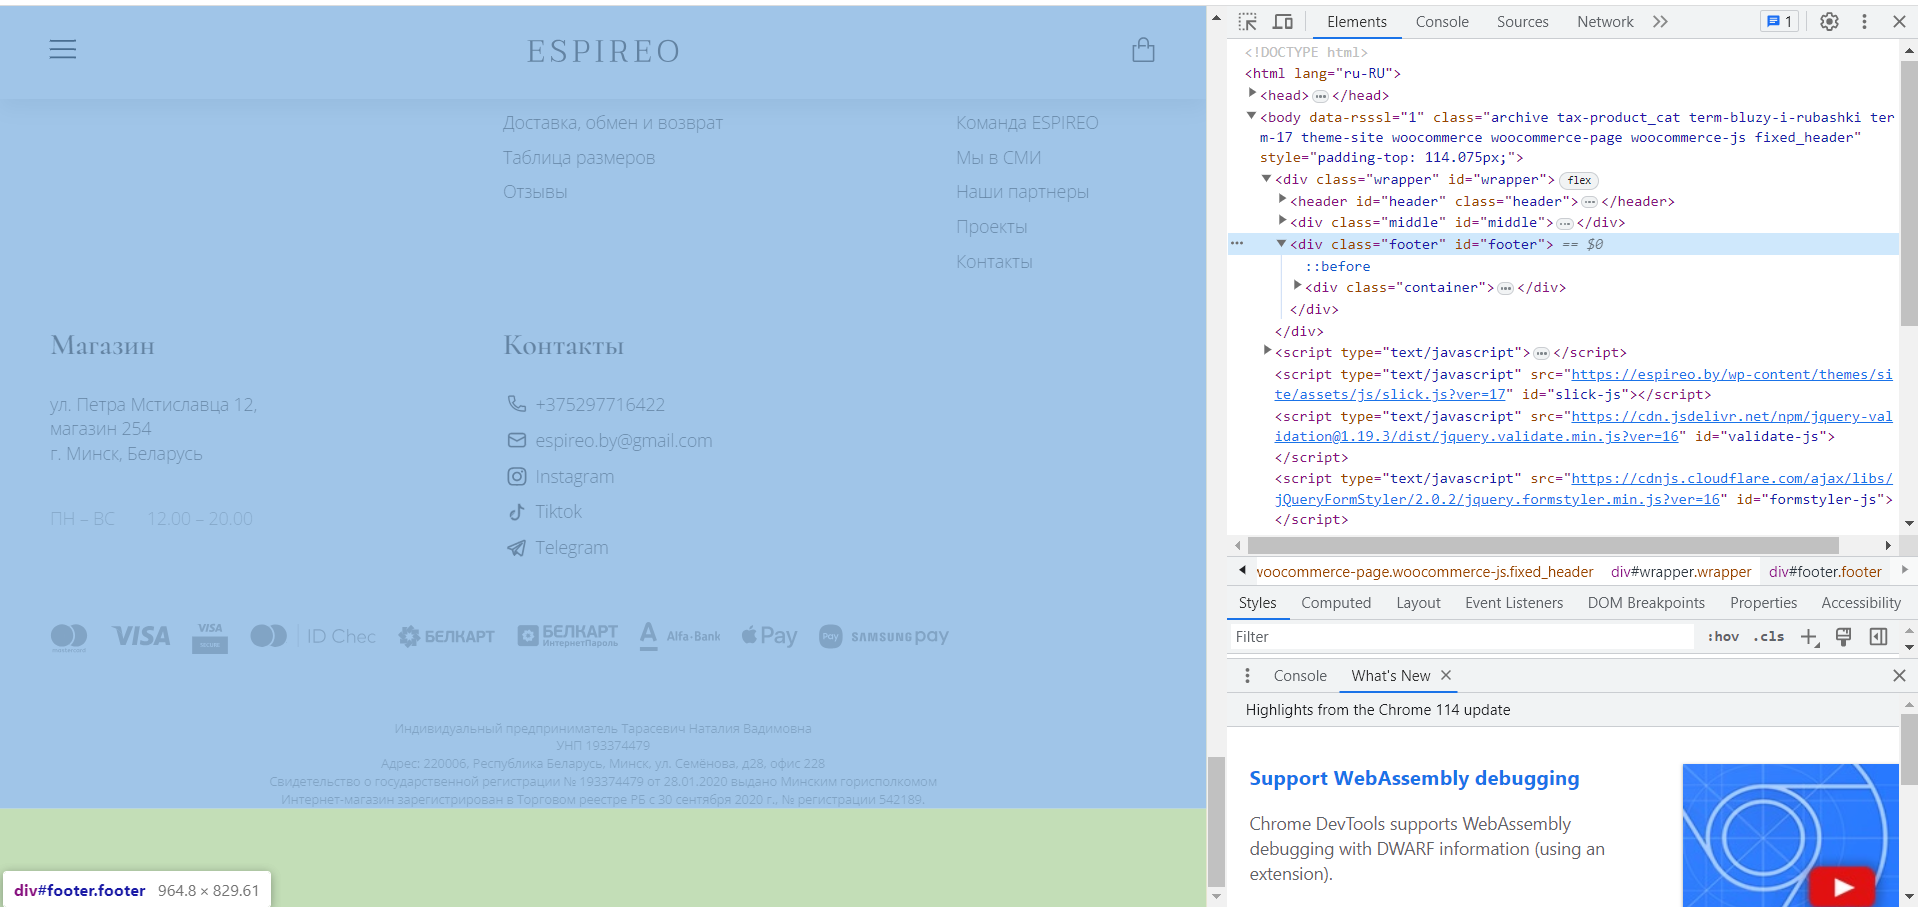 ESPIREO
Доставка, обмен и возврат
Таблица размеров
Отзывы
Команда ESPIREO
Мы в СМИ
Наши партнеры
Проекты
Контакты
Магазин
ул. Петра Мстиславца 12,
магазин 254
г. Минск, Беларусь
ПН – ВС 12.00 – 20.00
Контакты
+375297716422
espireo.by@gmail.com
Instagram
Tiktok
Telegram
mastercard
VISA
VISA
SECURE
ID Chec
БЕЛКАРТ
БЕЛКАРТ
ИнтернетПароль
Alfa-Bank
Pay
Pay SAMSUNG pay
Индивидуальный предприниматель Тарасевич Наталия Вадимовна
УНП 193374479
Адрес: 220006, Республика Беларусь, Минск, ул. Семёнова, д28, офис 228
Свидетельство о государственной регистрации № 193374479 от 28.01.2020 выдано Минским горисполкомом
Интернет-магазин зарегистрирован в Торговом реестре РБ с 30 сентября 2020 г., № регистрации 542189.
div#footer.footer 964.8 × 829.61
Elements Console Sources Network 1
<!DOCTYPE html>
<html lang="ru-RU">
<head>
</head>
<body data-rsssl="1" class="archive tax-product_cat term-bluzy-i-rubashki ter
m-17 theme-site woocommerce woocommerce-page woocommerce-js fixed_header"
style="padding-top: 114.075px;">
<div class="wrapper" id="wrapper"> flex
<header id="header" class="header"> </header>
<div class="middle" id="middle"> </div>
<div class="footer" id="footer"> == $0
::before
<div class="container"> </div>
</div>
</div>
<script type="text/javascript"> </script>
<script type="text/javascript" src="https://espireo.by/wp-content/themes/si
te/assets/js/slick.js?ver=17" id="slick-js"></script>
<script type="text/javascript" src="https://cdn.jsdelivr.net/npm/jquery-val
idation@1.19.3/dist/jquery.validate.min.js?ver=16" id="validate-js">
</script>
<script type="text/javascript" src="https://cdnjs.cloudflare.com/ajax/libs/
jQueryFormStyler/2.0.2/jquery.formstyler.min.js?ver=16" id="formstyler-js">
</script>
woocommerce-page.woocommerce-js.fixed_header div#wrapper.wrapper div#footer.footer
Styles Computed Layout Event Listeners DOM Breakpoints Properties Accessibility
Filter :hov .cls
Console What's New
Highlights from the Chrome 114 update
Support WebAssembly debugging
Chrome DevTools supports WebAssembly
debugging with DWARF information (using an
extension).